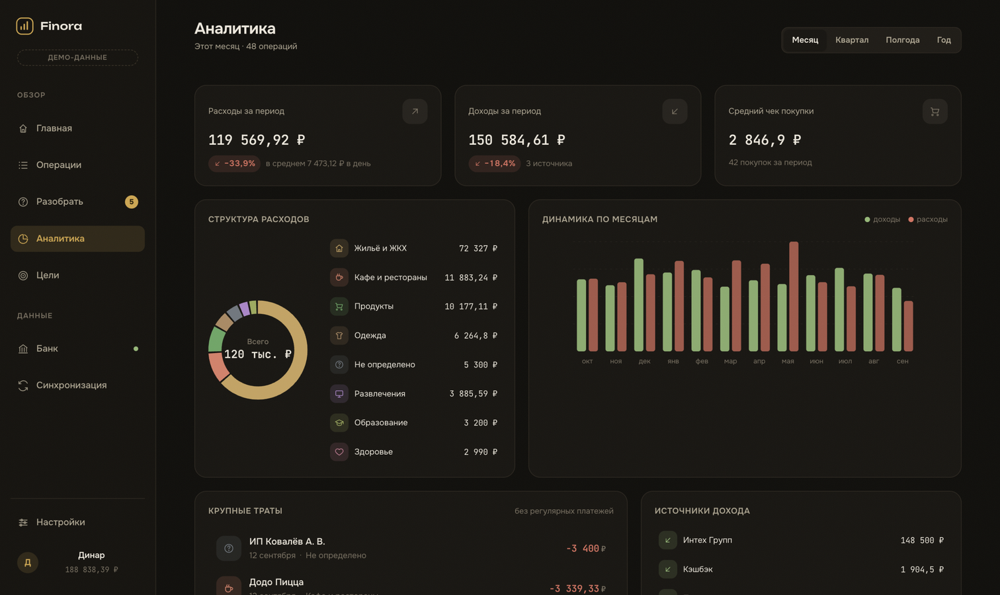 Finora
ДЕМО-ДАННЫЕ
ОБЗОР
Главная
Операции
Разобрать 5
Аналитика
Цели
ДАННЫЕ
Банк
Синхронизация
Настройки
Д
Динар
188 838,39 ₽
Аналитика
Этот месяц · 48 операций
Месяц Квартал Полгода Год
Расходы за период
119 569,92 ₽
-33,9% в среднем 7 473,12 ₽ в день
Доходы за период
150 584,61 ₽
-18,4% 3 источника
Средний чек покупки
2 846,9 ₽
42 покупок за период
СТРУКТУРА РАСХОДОВ
Всего
120 тыс. ₽
Жильё и ЖКХ 72 327 ₽
Кафе и рестораны 11 883,24 ₽
Продукты 10 177,11 ₽
Одежда 6 264,8 ₽
Не определено 5 300 ₽
Развлечения 3 885,59 ₽
Образование 3 200 ₽
Здоровье 2 990 ₽
ДИНАМИКА ПО МЕСЯЦАМ
доходы расходы
окт ноя дек янв фев мар апр мая июн июл авг сен
КРУПНЫЕ ТРАТЫ
без регулярных платежей
ИП Ковалёв А. В.
12 сентября · Не определено
-3 400 ₽
Додо Пицца
-3 339,33 ₽
12 сентября · Кафе и рестораны
ИСТОЧНИКИ ДОХОДА
Интех Групп 148 500 ₽
Кэшбэк 1 904,5 ₽